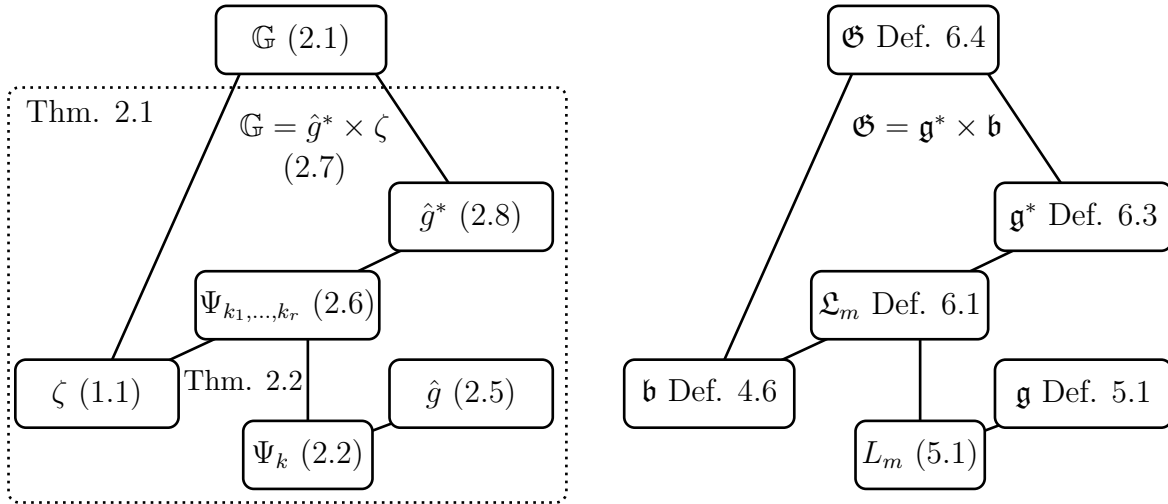 𝔾 (2.1)
Thm. 2.1
𝔾 = ĝ* × ζ
(2.7)
ĝ* (2.8)
Ψ_{k₁,...,k_r} (2.6)
ζ (1.1)
Thm. 2.2
ĝ (2.5)
Ψ_k (2.2)
𝕲 Def. 6.4
𝕲 = 𝖌* × 𝖇
𝖌* Def. 6.3
𝕷_m Def. 6.1
𝖇 Def. 4.6
𝖌 Def. 5.1
L_m (5.1)